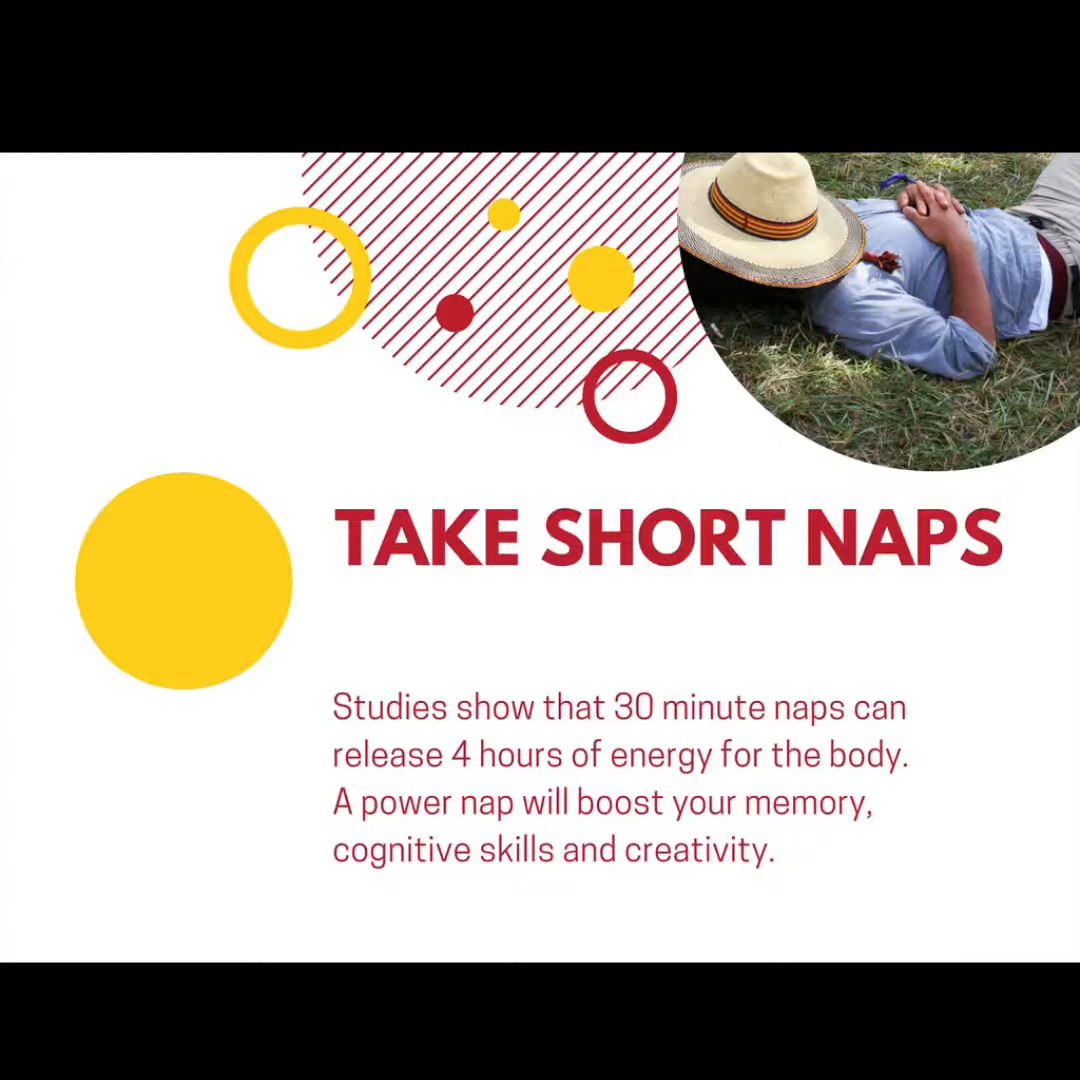 TAKE SHORT NAPS
Studies show that 30 minute naps can
release 4 hours of energy for the body.
A power nap will boost your memory,
cognitive skills and creativity.